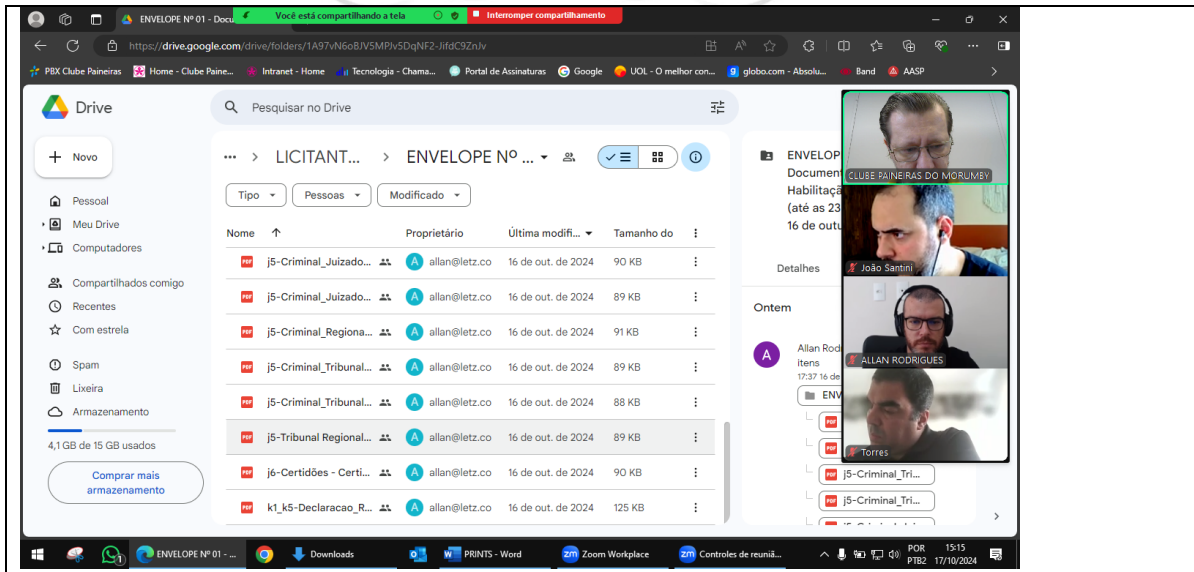 ENVELOPE Nº 01 - Docu
Você está compartilhando a tela
Interromper compartilhamento
https://drive.google.com/drive/folders/1A97vN6oBJV5MPJv5DqNF2-JifdC9ZnJv
PBX Clube Paineiras
Home - Clube Paine...
Intranet - Home
Tecnologia - Chama...
Portal de Assinaturas
Google
UOL - O melhor con...
globo.com - Absolu...
Band
AASP
Drive
Pesquisar no Drive
Novo
Pessoal
Meu Drive
Computadores
Compartilhados comigo
Recentes
Com estrela
Spam
Lixeira
Armazenamento
4,1 GB de 15 GB usados
Comprar mais
armazenamento
LICITANT... > ENVELOPE Nº ...
Tipo
Pessoas
Modificado
Nome
Proprietário
Última modifi...
Tamanho do
j5-Criminal_Juizado... allan@letz.co 16 de out. de 2024 90 KB
j5-Criminal_Juizado... allan@letz.co 16 de out. de 2024 89 KB
j5-Criminal_Regiona... allan@letz.co 16 de out. de 2024 91 KB
j5-Criminal_Tribunal... allan@letz.co 16 de out. de 2024 89 KB
j5-Criminal_Tribunal... allan@letz.co 16 de out. de 2024 88 KB
j5-Tribunal Regional... allan@letz.co 16 de out. de 2024 89 KB
j6-Certidões - Certi... allan@letz.co 16 de out. de 2024 90 KB
k1_k5-Declaracao_R... allan@letz.co 16 de out. de 2024 125 KB
ENVELOP
Documen
Habilitaçã
(até as 23
16 de outu
Detalhes
Ontem
A
Allan Rod
itens
17:37 16 de
ENV
j5-Criminal_Tri...
j5-Criminal_Tri...
CLUBE PAINEIRAS DO MORUMBY
João Santini
ALLAN RODRIGUES
Torres
ENVELOPE Nº 01 - ...
Downloads
PRINTS - Word
Zoom Workplace
Controles de reuniã...
POR
PTB2
15:15
17/10/2024